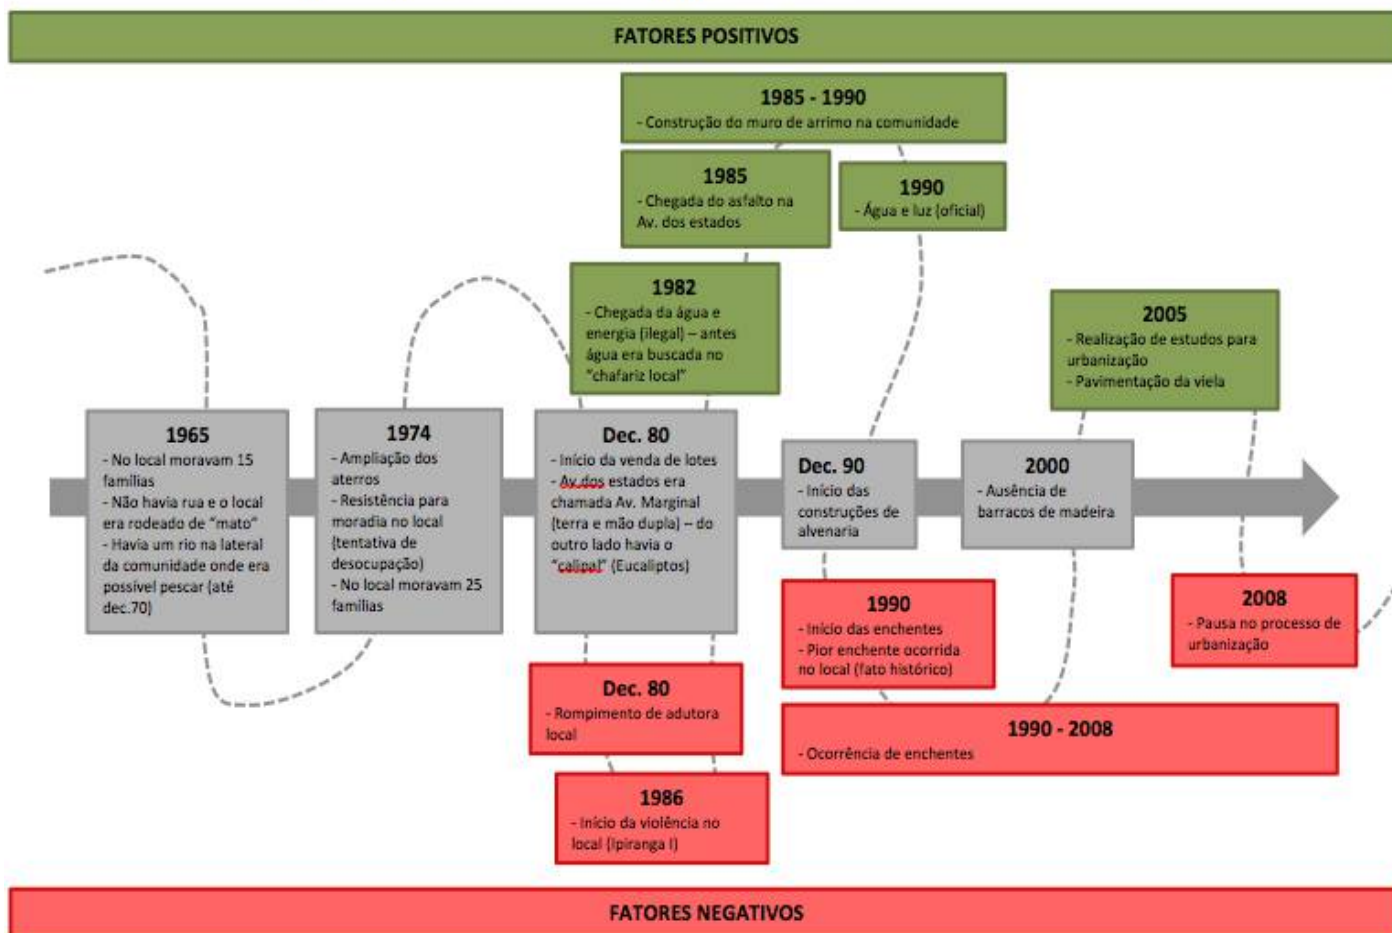 FATORES POSITIVOS
1985 - 1990
- Construção do muro de arrimo na comunidade
1985
- Chegada do asfalto na
Av. dos estados
1990
- Água e luz (oficial)
1982
- Chegada da água e
energia (ilegal) – antes
água era buscada no
"chafariz local"
2005
- Realização de estudos para
urbanização
- Pavimentação da viela
1965
- No local moravam 15
famílias
- Não havia rua e o local
era rodeado de "mato"
- Havia um rio na lateral
da comunidade onde era
possível pescar (até
dec.70)
1974
- Ampliação dos
aterros
- Resistência para
moradia no local
(tentativa de
desocupação)
- No local moravam 25
famílias
Dec. 80
- Início da venda de lotes
- Av.dos estados era
chamada Av. Marginal
(terra e mão dupla) – do
outro lado havia o
"calipal" (Eucaliptos)
Dec. 90
- Início das
construções de
alvenaria
2000
- Ausência de
barracos de madeira
1990
- Início das enchentes
- Pior enchente ocorrida
no local (fato histórico)
2008
- Pausa no processo de
urbanização
Dec. 80
- Rompimento de adutora
local
1990 - 2008
- Ocorrência de enchentes
1986
- Início da violência no
local (Ipiranga I)
FATORES NEGATIVOS